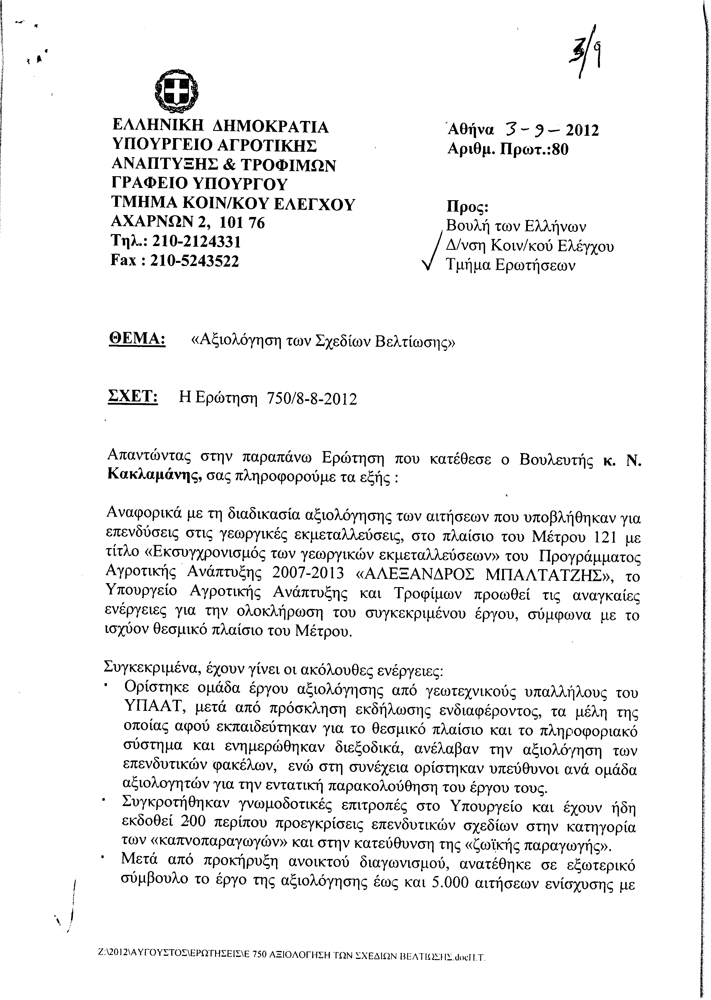 3/9
ΕΛΛΗΝΙΚΗ ΔΗΜΟΚΡΑΤΙΑ
ΥΠΟΥΡΓΕΙΟ ΑΓΡΟΤΙΚΗΣ
ΑΝΑΠΤΥΞΗΣ & ΤΡΟΦΙΜΩΝ
ΓΡΑΦΕΙΟ ΥΠΟΥΡΓΟΥ
ΤΜΗΜΑ ΚΟΙΝ/ΚΟΥ ΕΛΕΓΧΟΥ
ΑΧΑΡΝΩΝ 2, 101 76
Τηλ.: 210-2124331
Fax : 210-5243522
Άθήνα 3 - 9 - 2012
Αριθμ. Πρωτ.:80
Προς:
Βουλή των Ελλήνων
Δ/νση Κοιν/κού Ελέγχου
Τμήμα Ερωτήσεων
ΘΕΜΑ: «Αξιολόγηση των Σχεδίων Βελτίωσης»
ΣΧΕΤ: Η Ερώτηση 750/8-8-2012
Απαντώντας στην παραπάνω Ερώτηση που κατέθεσε ο Βουλευτής κ. Ν.
Κακλαμάνης, σας πληροφορούμε τα εξής :
Αναφορικά με τη διαδικασία αξιολόγησης των αιτήσεων που υποβλήθηκαν για
επενδύσεις στις γεωργικές εκμεταλλεύσεις, στο πλαίσιο του Μέτρου 121 με
τίτλο «Εκσυγχρονισμός των γεωργικών εκμεταλλεύσεων» του Προγράμματος
Αγροτικής Ανάπτυξης 2007-2013 «ΑΛΕΞΑΝΔΡΟΣ ΜΠΑΛΤΑΤΖΗΣ», το
Υπουργείο Αγροτικής Ανάπτυξης και Τροφίμων προωθεί τις αναγκαίες
ενέργειες για την ολοκλήρωση του συγκεκριμένου έργου, σύμφωνα με το
ισχύον θεσμικό πλαίσιο του Μέτρου.
Συγκεκριμένα, έχουν γίνει οι ακόλουθες ενέργειες:
▪ Ορίστηκε ομάδα έργου αξιολόγησης από γεωτεχνικούς υπαλλήλους του
ΥΠΑΑΤ, μετά από πρόσκληση εκδήλωσης ενδιαφέροντος, τα μέλη της
οποίας αφού εκπαιδεύτηκαν για το θεσμικό πλαίσιο και το πληροφοριακό
σύστημα και ενημερώθηκαν διεξοδικά, ανέλαβαν την αξιολόγηση των
επενδυτικών φακέλων, ενώ στη συνέχεια ορίστηκαν υπεύθυνοι ανά ομάδα
αξιολογητών για την εντατική παρακολούθηση του έργου τους.
▪ Συγκροτήθηκαν γνωμοδοτικές επιτροπές στο Υπουργείο και έχουν ήδη
εκδοθεί 200 περίπου προεγκρίσεις επενδυτικών σχεδίων στην κατηγορία
των «καπνοπαραγωγών» και στην κατεύθυνση της «ζωϊκής παραγωγής».
▪ Μετά από προκήρυξη ανοικτού διαγωνισμού, ανατέθηκε σε εξωτερικό
σύμβουλο το έργο της αξιολόγησης έως και 5.000 αιτήσεων ενίσχυσης με
Z:\2012\ΑΥΓΟΥΣΤΟΣ\ΕΡΩΤΗΣΕΙΣ\Ε 750 ΑΞΙΟΛΟΓΗΣΗ ΤΩΝ ΣΧΕΔΙΩΝ ΒΕΛΤΙΩΣΗΣ.docΠ.Τ.